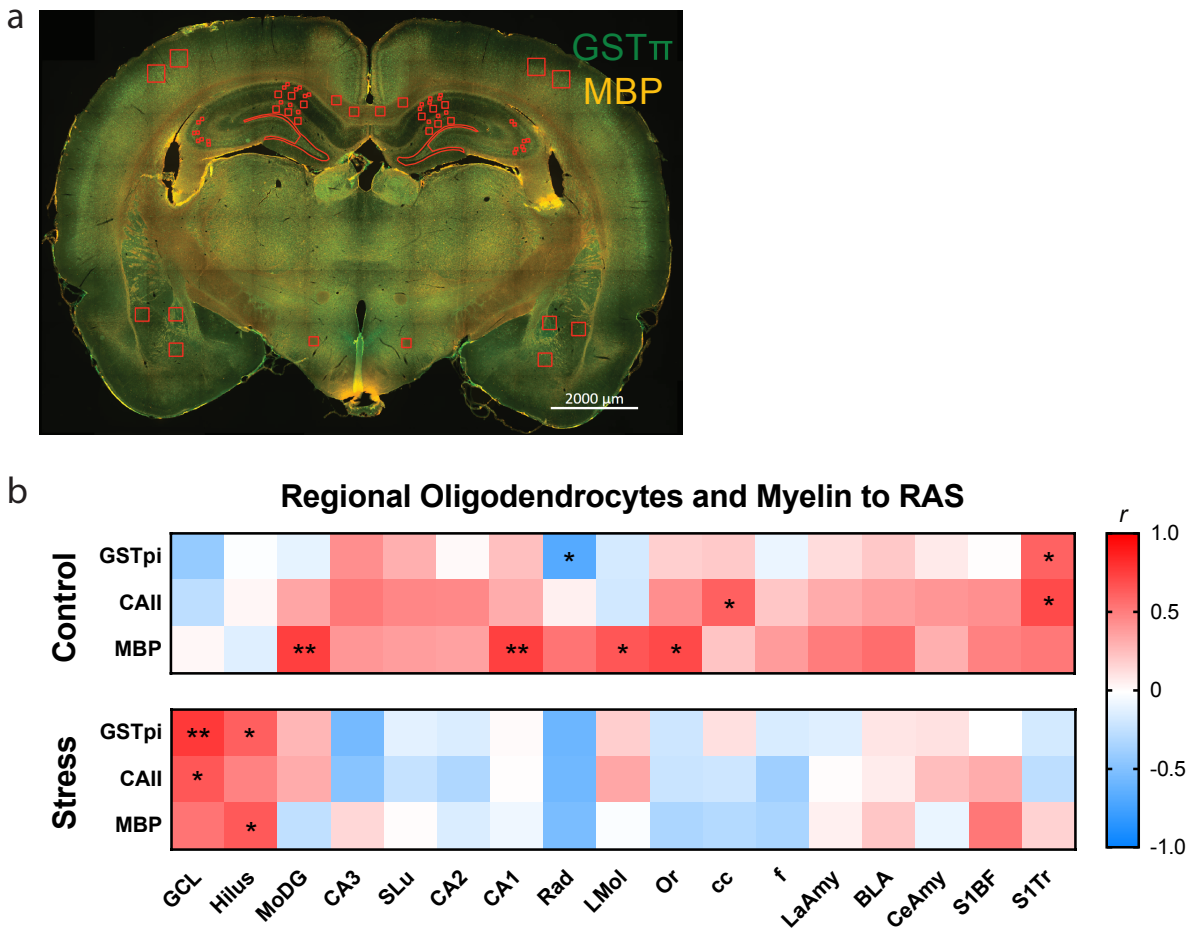 a
GSTπ
MBP
2000 µm
b
Regional Oligodendrocytes and Myelin to RAS
r
Control
GSTpi
*
*
CAII
*
*
MBP
**
**
*
*
Stress
GSTpi
**
*
CAII
*
MBP
*
1.0
0.5
0
-0.5
-1.0
GCL
Hilus
MoDG
CA3
SLu
CA2
CA1
Rad
LMol
Or
cc
f
LaAmy
BLA
CeAmy
S1BF
S1Tr